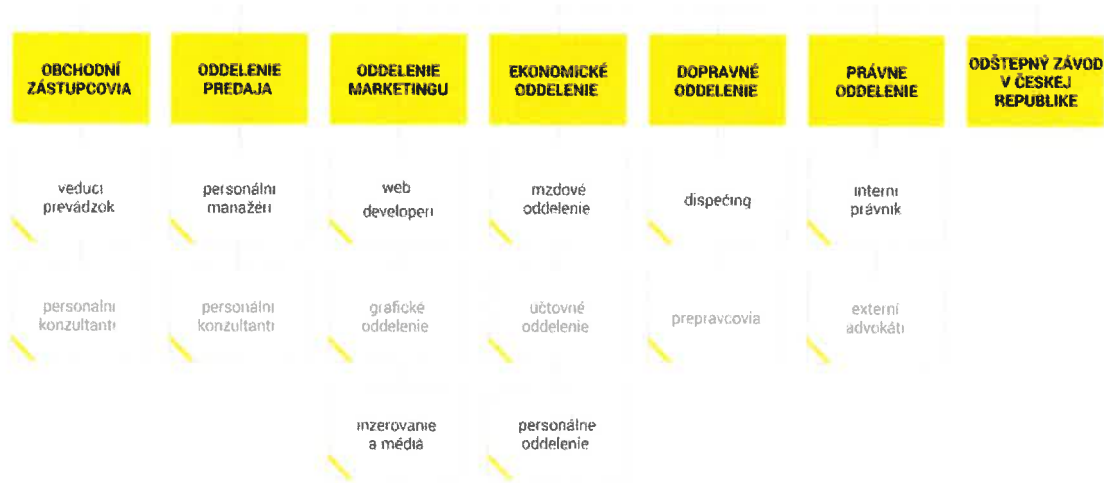 OBCHODNÍ
ZÁSTUPCOVIA
ODDELENIE
PREDAJA
ODDELENIE
MARKETINGU
EKONOMICKÉ
ODDELENIE
DOPRAVNÉ
ODDELENIE
PRÁVNE
ODDELENIE
ODŠTEPNÝ ZÁVOD
V ČESKEJ
REPUBLIKE
veduci
prevádzok
personálni
manažéri
web
developeri
mzdové
oddelenie
dispečing
interní
právnik
personálni
konzultanti
personálni
konzultanti
grafické
oddelenie
účtovné
oddelenie
prepravcovia
externí
advokáti
inzerovanie
a médiá
personálne
oddelenie